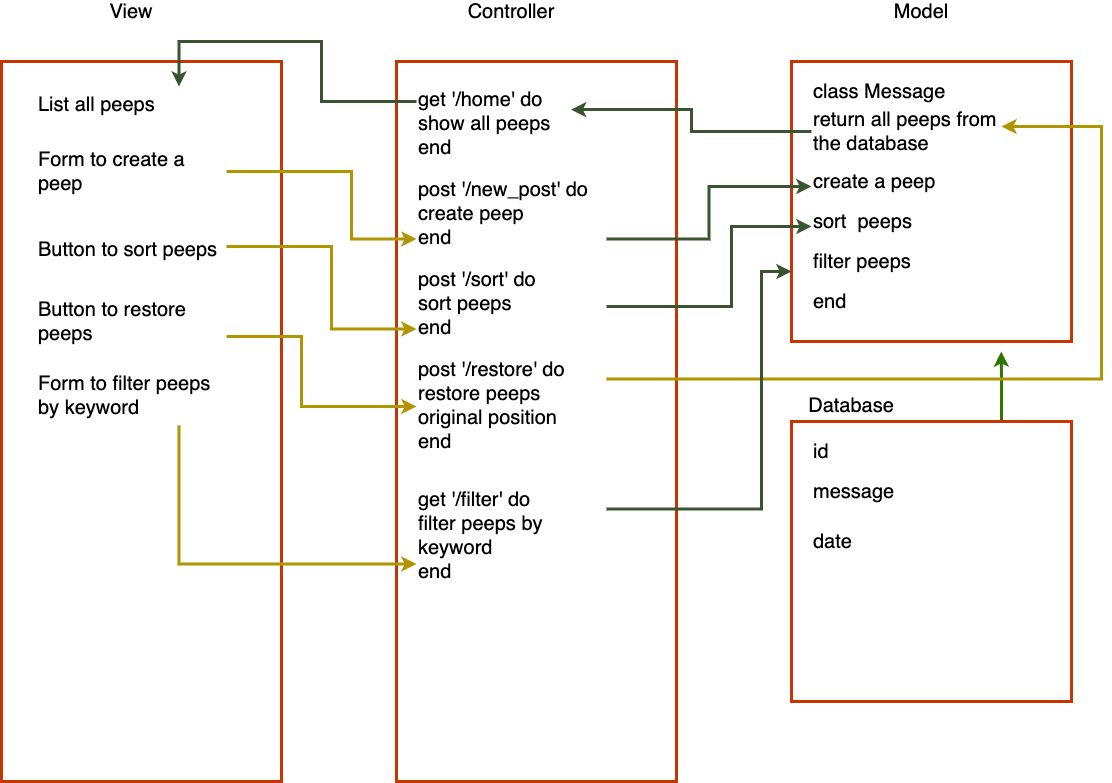 View
Controller
Model
List all peeps
Form to create a
peep
Button to sort peeps
Button to restore
peeps
Form to filter peeps
by keyword
get '/home' do
show all peeps
end
post '/new_post' do
create peep
end
post '/sort' do
sort peeps
end
post '/restore' do
restore peeps
original position
end
get '/filter' do
filter peeps by
keyword
end
class Message
return all peeps from
the database
create a peep
sort  peeps
filter peeps
end
Database
id
message
date